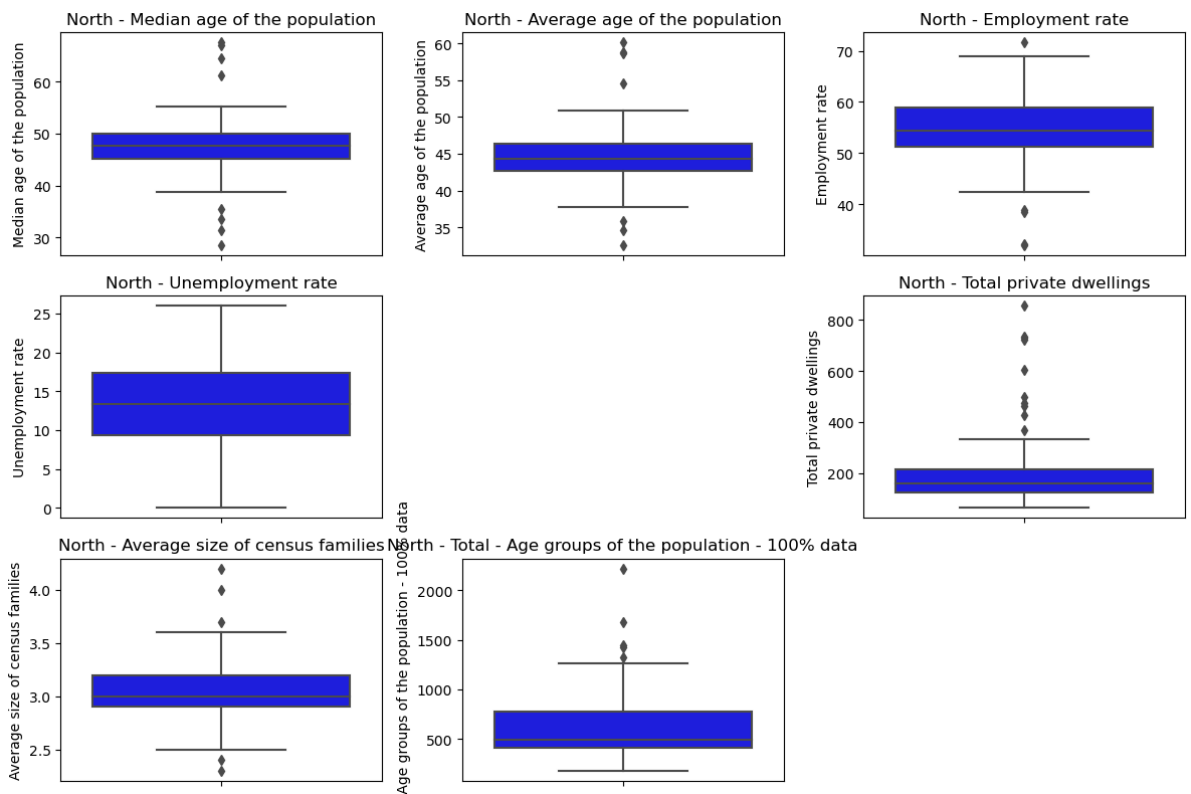 North - Median age of the population
Median age of the population
60
50
40
30
North - Average age of the population
Average age of the population
60
55
50
45
40
35
North - Employment rate
Employment rate
70
60
50
40
North - Unemployment rate
Unemployment rate
25
20
15
10
5
0
North - Total private dwellings
Total private dwellings
800
600
400
200
North - Average size of census families
Average size of census families
4.0
3.5
3.0
2.5
North - Total - Age groups of the population - 100% data
Age groups of the population - 100% data
2000
1500
1000
500